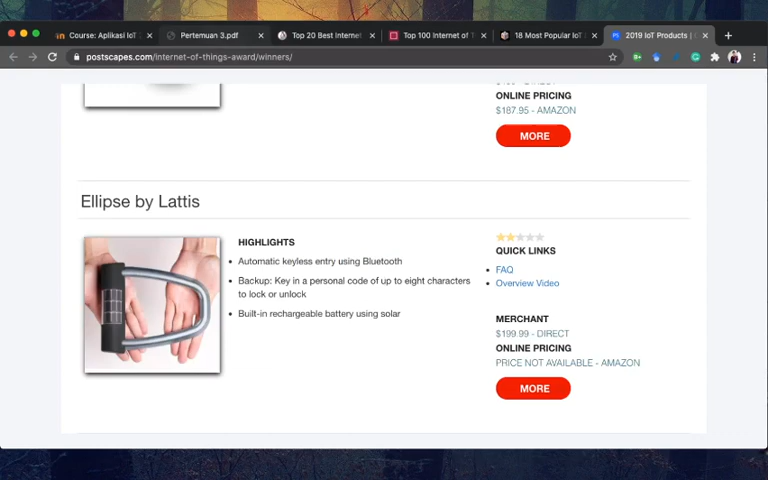 Course: Aplikasi IoT
Pertemuan 3.pdf
Top 20 Best Internet
Top 100 Internet of T
18 Most Popular IoT
2019 IoT Products |
postscapes.com/internet-of-things-award/winners/
ONLINE PRICING
$187.95 - AMAZON
MORE
Ellipse by Lattis
HIGHLIGHTS
Automatic keyless entry using Bluetooth
Backup: Key in a personal code of up to eight characters
to lock or unlock
Built-in rechargeable battery using solar
QUICK LINKS
FAQ
Overview Video
MERCHANT
$199.99 - DIRECT
ONLINE PRICING
PRICE NOT AVAILABLE - AMAZON
MORE